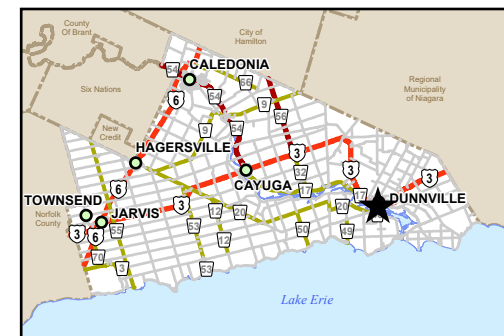 County
Of Brant
City of
Hamilton
Six Nations
Regional
Municipality
of Niagara
New
Credit
Norfolk
County
CALEDONIA
HAGERSVILLE
CAYUGA
DUNNVILLE
TOWNSEND
JARVIS
54
6
54
66
9
56
9
54
3
32
17
3
17
3
6
3
53
12
20
20
3
6
55
12
50
49
70
3
53
Lake Erie